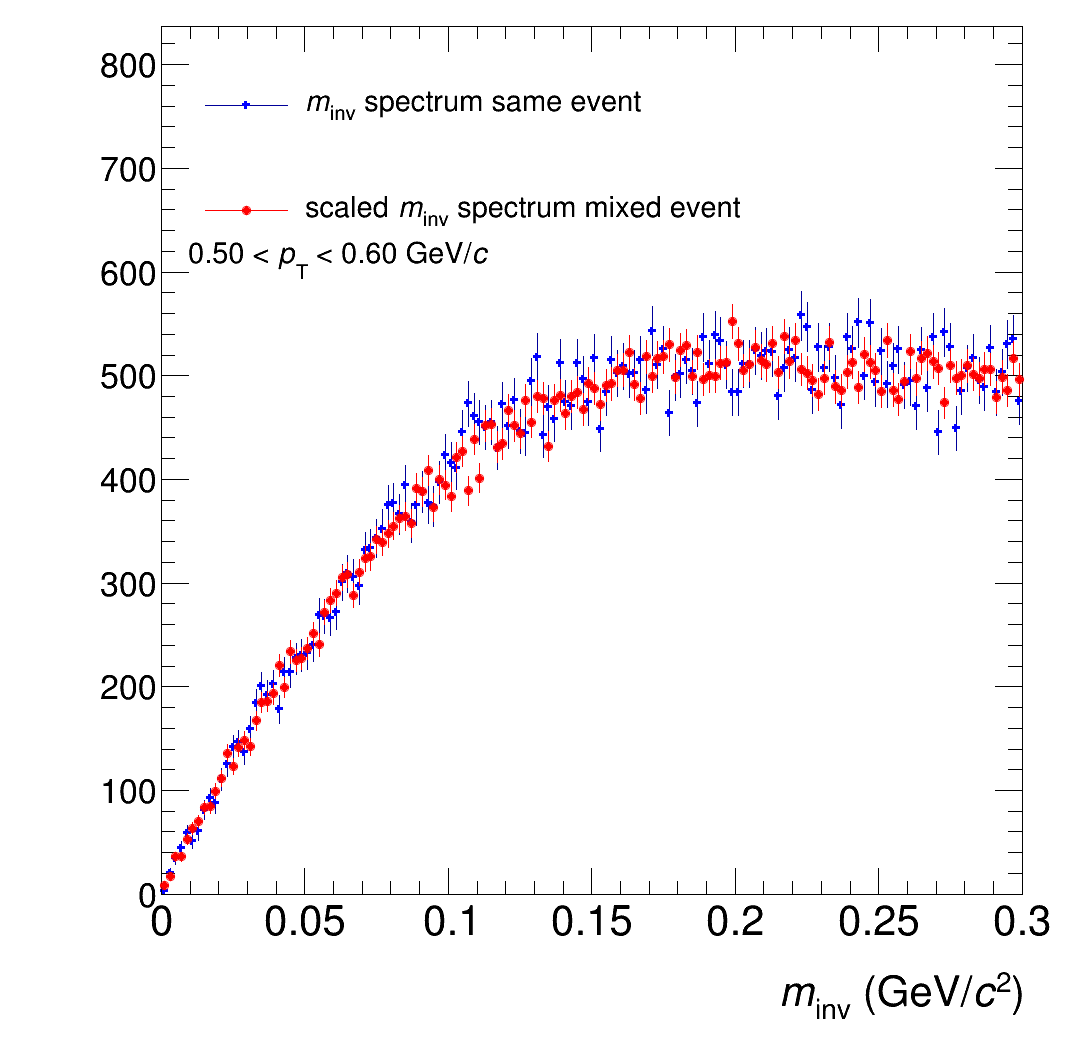 800
m_inv spectrum same event
700
scaled m_inv spectrum mixed event
0.50 < p_T < 0.60 GeV/c
600
500
400
300
200
100
0
0 0.05 0.1 0.15 0.2 0.25 0.3
m_inv (GeV/c²)